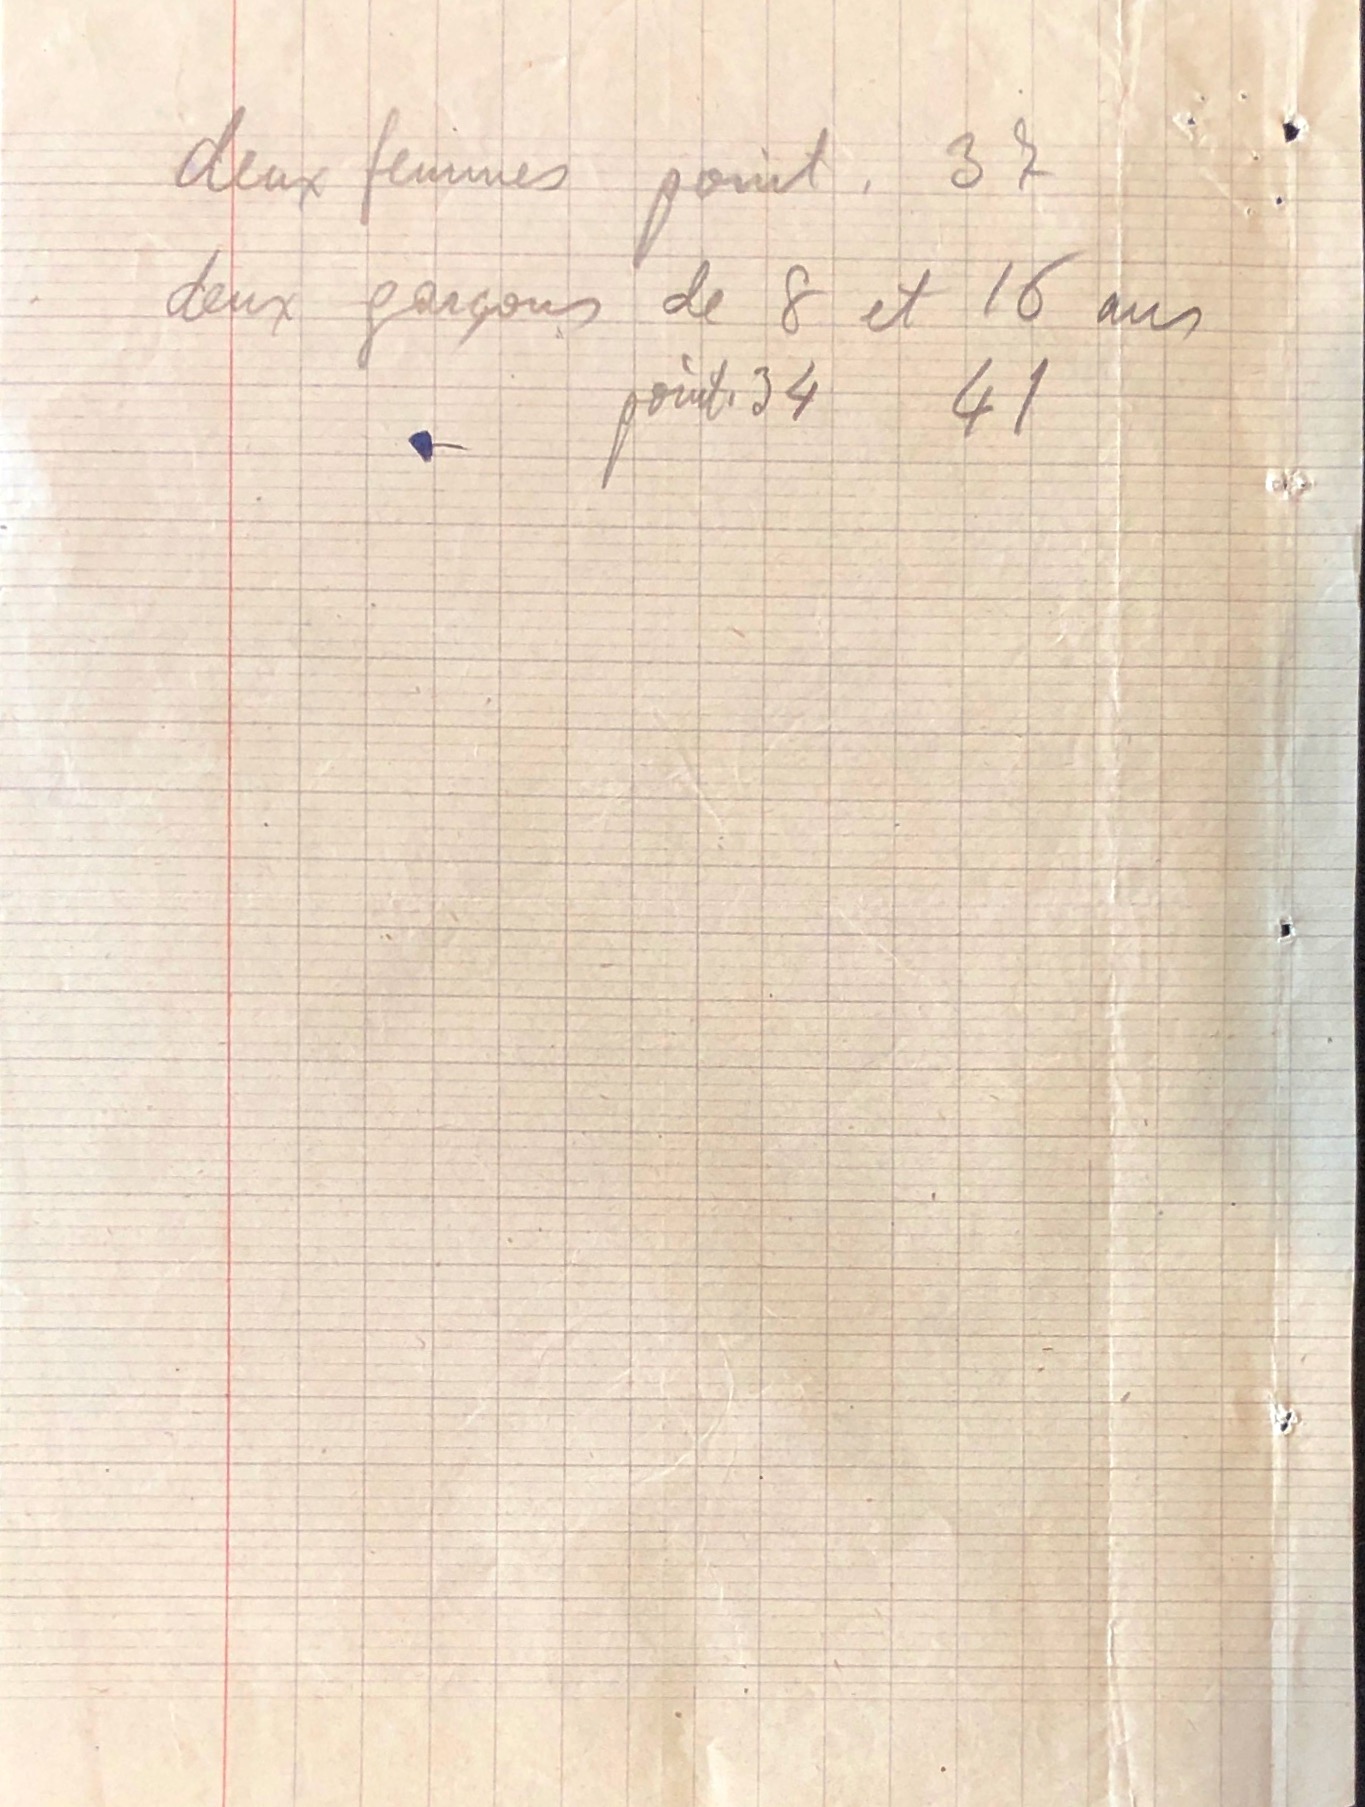 deux femmes point. 37
deux garçons de 8 et 16 ans
point. 34 41